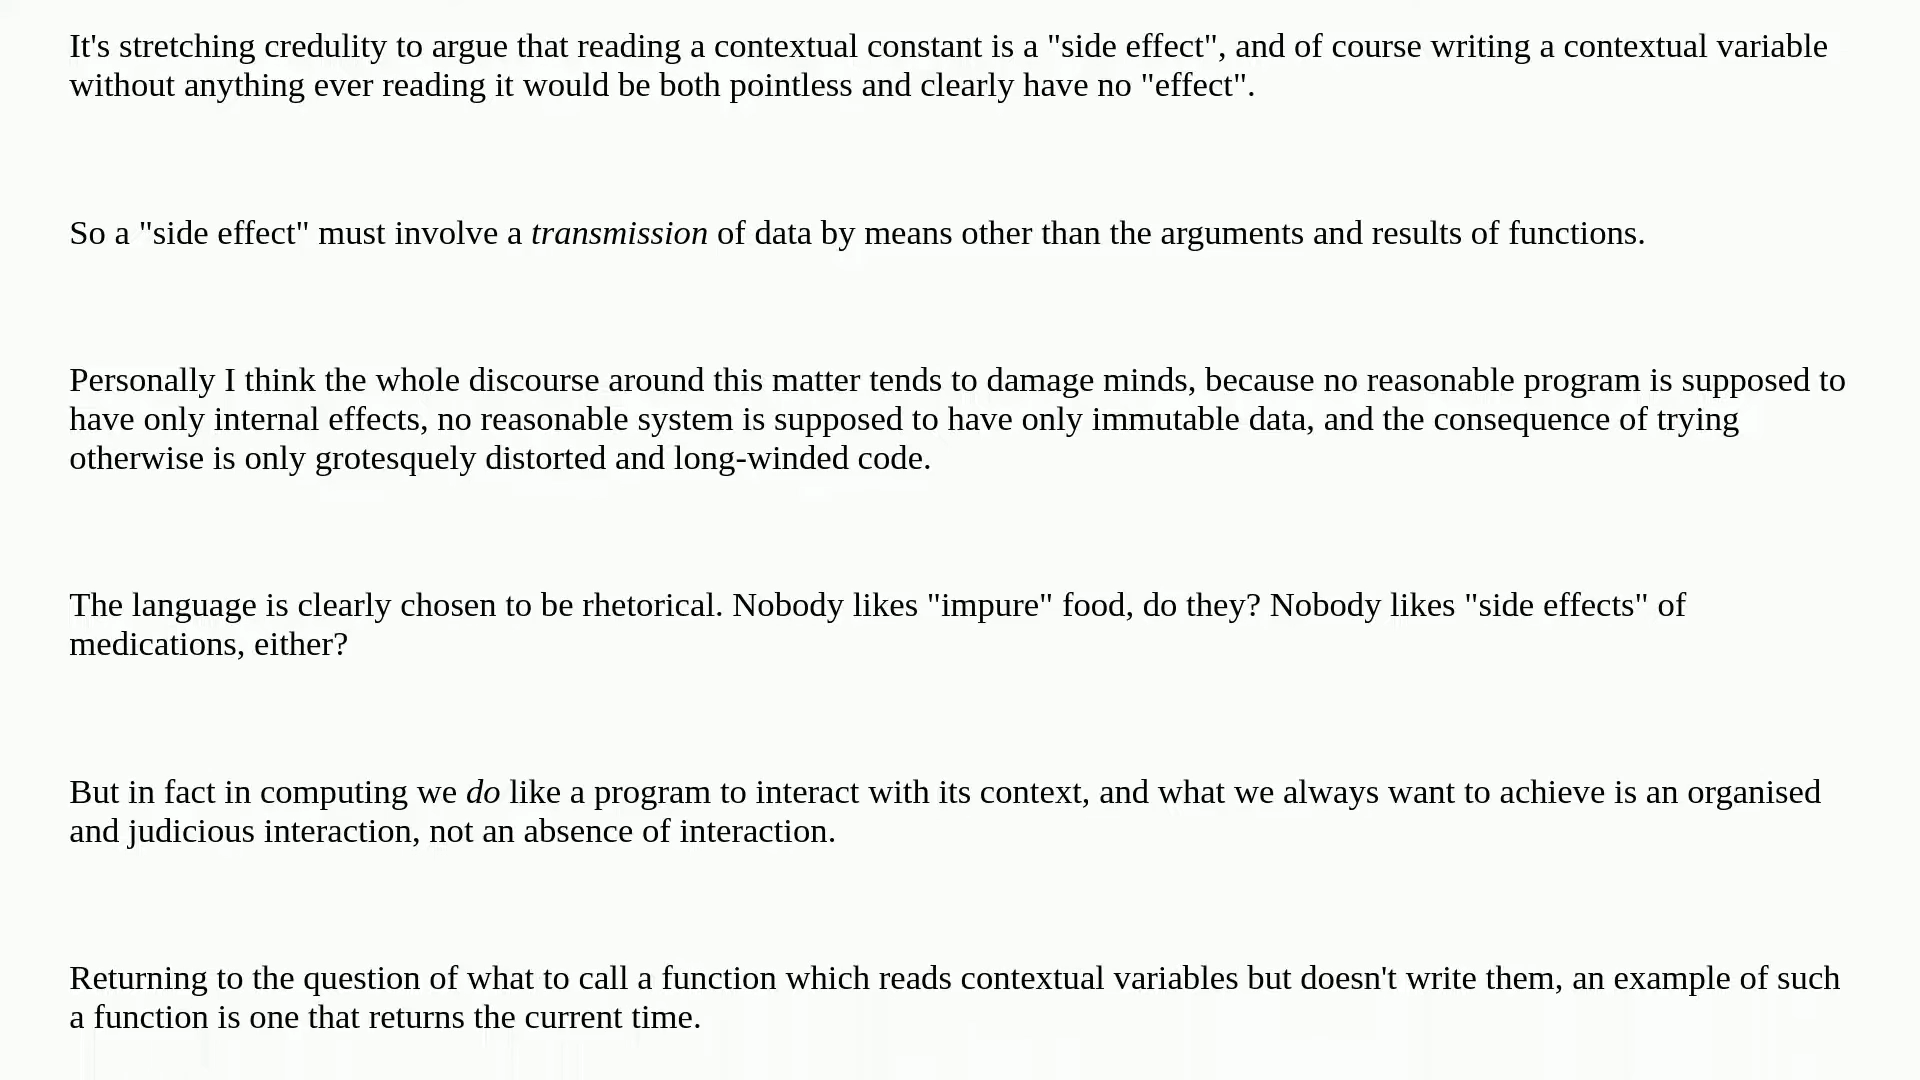 It's stretching credulity to argue that reading a contextual constant is a "side effect", and of course writing a contextual variable
without anything ever reading it would be both pointless and clearly have no "effect".
So a "side effect" must involve a transmission of data by means other than the arguments and results of functions.
Personally I think the whole discourse around this matter tends to damage minds, because no reasonable program is supposed to
have only internal effects, no reasonable system is supposed to have only immutable data, and the consequence of trying
otherwise is only grotesquely distorted and long-winded code.
The language is clearly chosen to be rhetorical. Nobody likes "impure" food, do they? Nobody likes "side effects" of
medications, either?
But in fact in computing we do like a program to interact with its context, and what we always want to achieve is an organised
and judicious interaction, not an absence of interaction.
Returning to the question of what to call a function which reads contextual variables but doesn't write them, an example of such
a function is one that returns the current time.